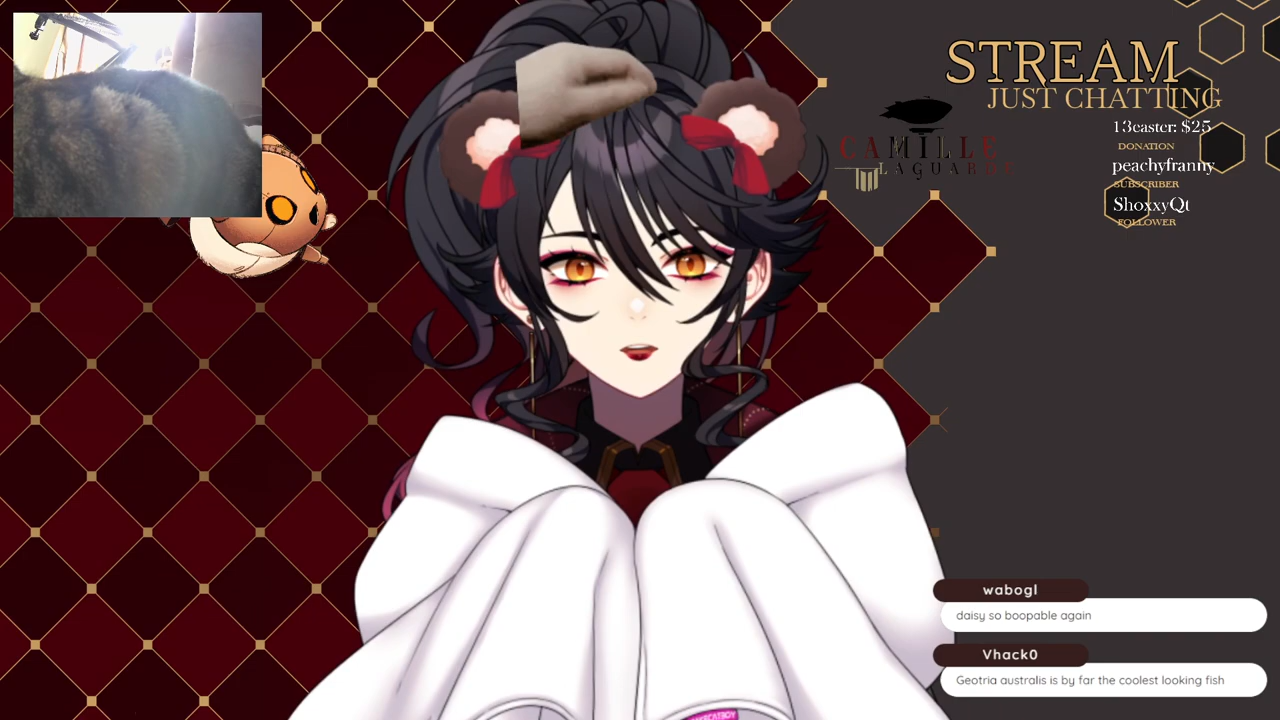 STREAM
JUST CHATTING
CAMILLE
13easter: $25
DONATION
peachyfranny
SUBSCRIBER
ShoxxyQt
FOLLOWER
wabogl
daisy so boopable again
Vhack0
Geotria australis is by far the coolest looking fish